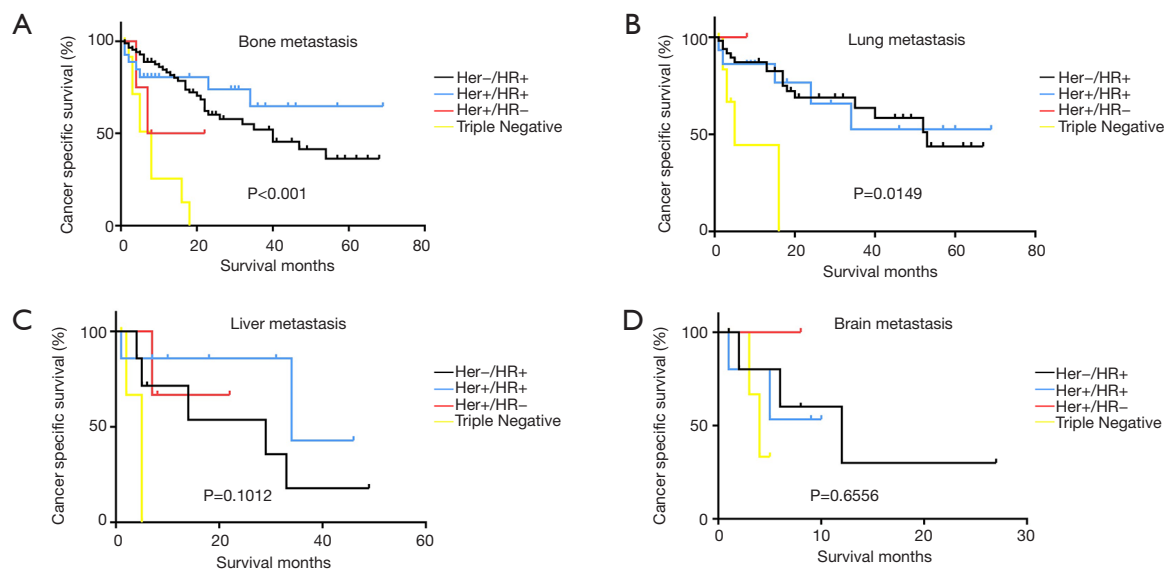 A
Bone metastasis
Cancer specific survival (%)
100
50
0
0 20 40 60 80
Survival months
P<0.001
Her−/HR+
Her+/HR+
Her+/HR−
Triple Negative
B
Lung metastasis
Cancer specific survival (%)
100
50
0
0 20 40 60 80
Survival months
P=0.0149
Her−/HR+
Her+/HR+
Her+/HR−
Triple Negative
C
Liver metastasis
Cancer specific survival (%)
100
50
0
0 20 40 60
Survival months
P=0.1012
Her−/HR+
Her+/HR+
Her+/HR−
Triple Negative
D
Brain metastasis
Cancer specific survival (%)
100
50
0
0 10 20 30
Survival months
P=0.6556
Her−/HR+
Her+/HR+
Her+/HR−
Triple Negative